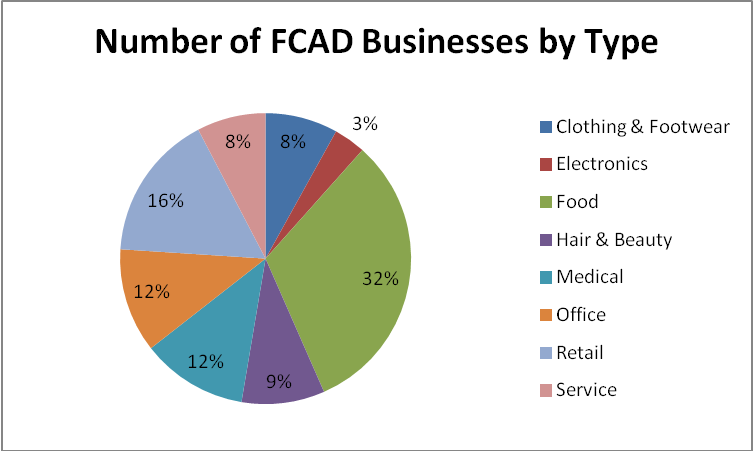 Number of FCAD Businesses by Type
8%
8%
3%
16%
32%
12%
12%
9%
Clothing & Footwear
Electronics
Food
Hair & Beauty
Medical
Office
Retail
Service